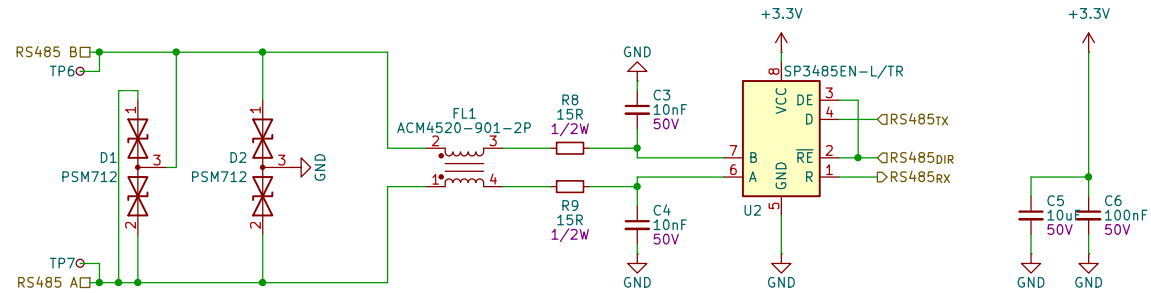 +3.3V
+3.3V
RS485 B
TP6
GND
8
SP3485EN-L/TR
VCC
DE
3
D
4
RS485TX
C3
10nF
50V
R8
15R
1/2W
FL1
ACM4520-901-2P
2
3
1
1
D1
PSM712
3
D2
PSM712
3
GND
7
B
RE
2
RS485DIR
6
A
GND
R
1
RS485RX
1
4
2
2
R9
15R
1/2W
C4
10nF
50V
U2
5
C5
10uF
50V
C6
100nF
50V
TP7
RS485 A
GND
GND
GND
GND